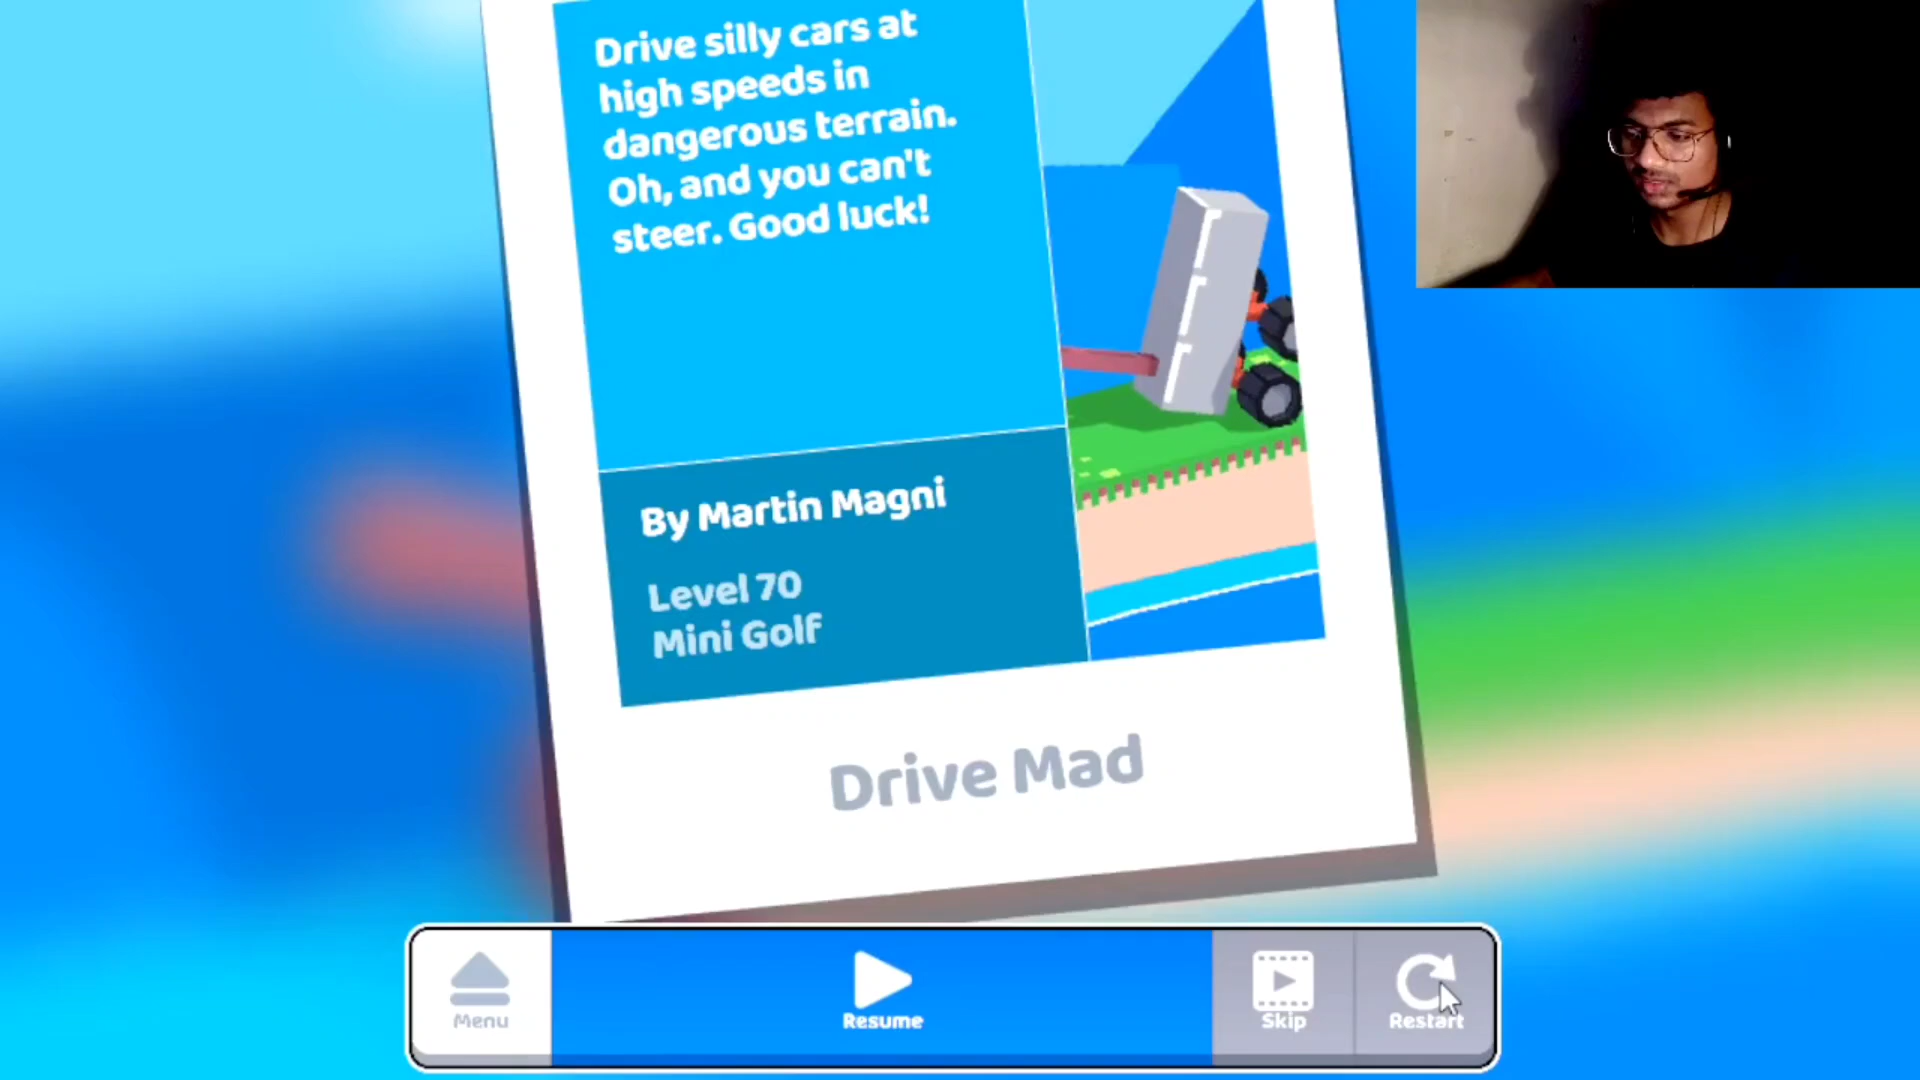 Drive silly cars at
high speeds in
dangerous terrain.
Oh, and you can't
steer. Good luck!
By Martin Magni
Level 70
Mini Golf
Drive Mad
Menu
Resume
Skip
Restart